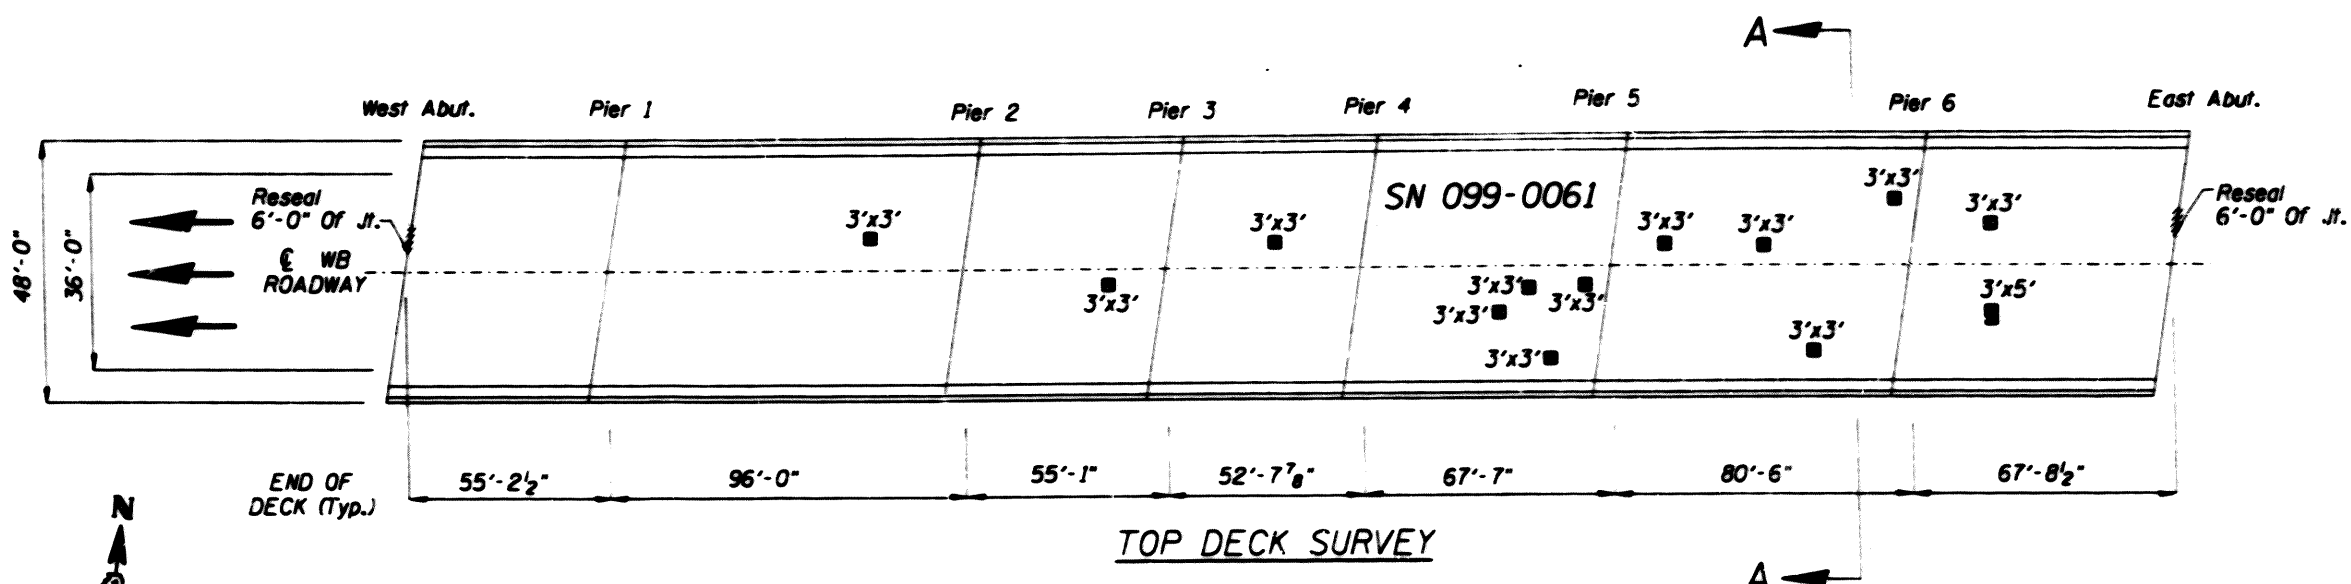 A
West Abut.
Pier 1
Pier 2
Pier 3
Pier 4
Pier 5
Pier 6
East Abut.
48'-0"
36'-0"
Reseal
6'-0" Of Jt.
℄ WB
ROADWAY
SN 099-0061
3'x3'
3'x3'
3'x3'
3'x3'
3'x3'
3'x3'
3'x3'
3'x3'
3'x3'
3'x3'
3'x3'
3'x5'
3'x3'
Reseal
6'-0" Of Jt.
END OF
DECK (Typ.)
55'-2½"
96'-0"
55'-1"
52'-7⅞"
67'-7"
80'-6"
67'-8½"
N
TOP DECK SURVEY
A